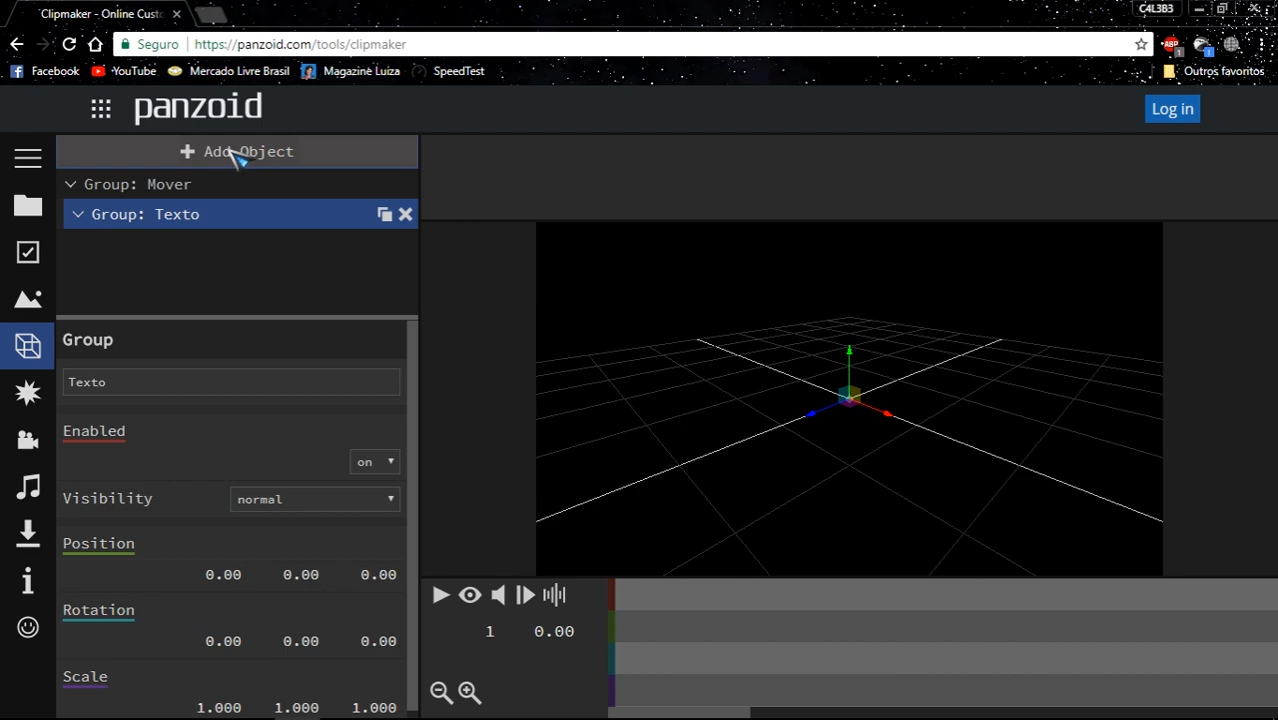 Clipmaker - Online Custo
C4L3B3
Seguro
https://panzoid.com/tools/clipmaker
ABP
1
1
Facebook
YouTube
Mercado Livre Brasil
Magazine Luiza
SpeedTest
Outros favoritos
panzoid
Log in
+ Add Object
Group: Mover
Group: Texto
Group
Texto
Enabled
on
Visibility
normal
Position
0.00 0.00 0.00
Rotation
0.00 0.00 0.00
Scale
1.000 1.000 1.000
1 0.00